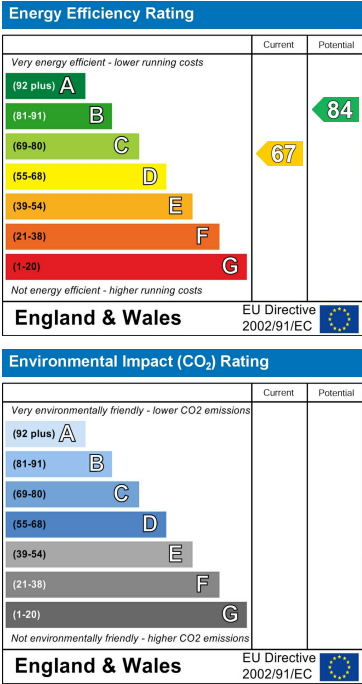 Energy Efficiency Rating
Current Potential
Very energy efficient - lower running costs
(92 plus) A
(81-91) B
84
(69-80) C
67
(55-68) D
(39-54) E
(21-38) F
(1-20) G
Not energy efficient - higher running costs
England & Wales
EU Directive
2002/91/EC
Environmental Impact (CO₂) Rating
Current Potential
Very environmentally friendly - lower CO2 emissions
(92 plus) A
(81-91) B
(69-80) C
(55-68) D
(39-54) E
(21-38) F
(1-20) G
Not environmentally friendly - higher CO2 emissions
England & Wales
EU Directive
2002/91/EC